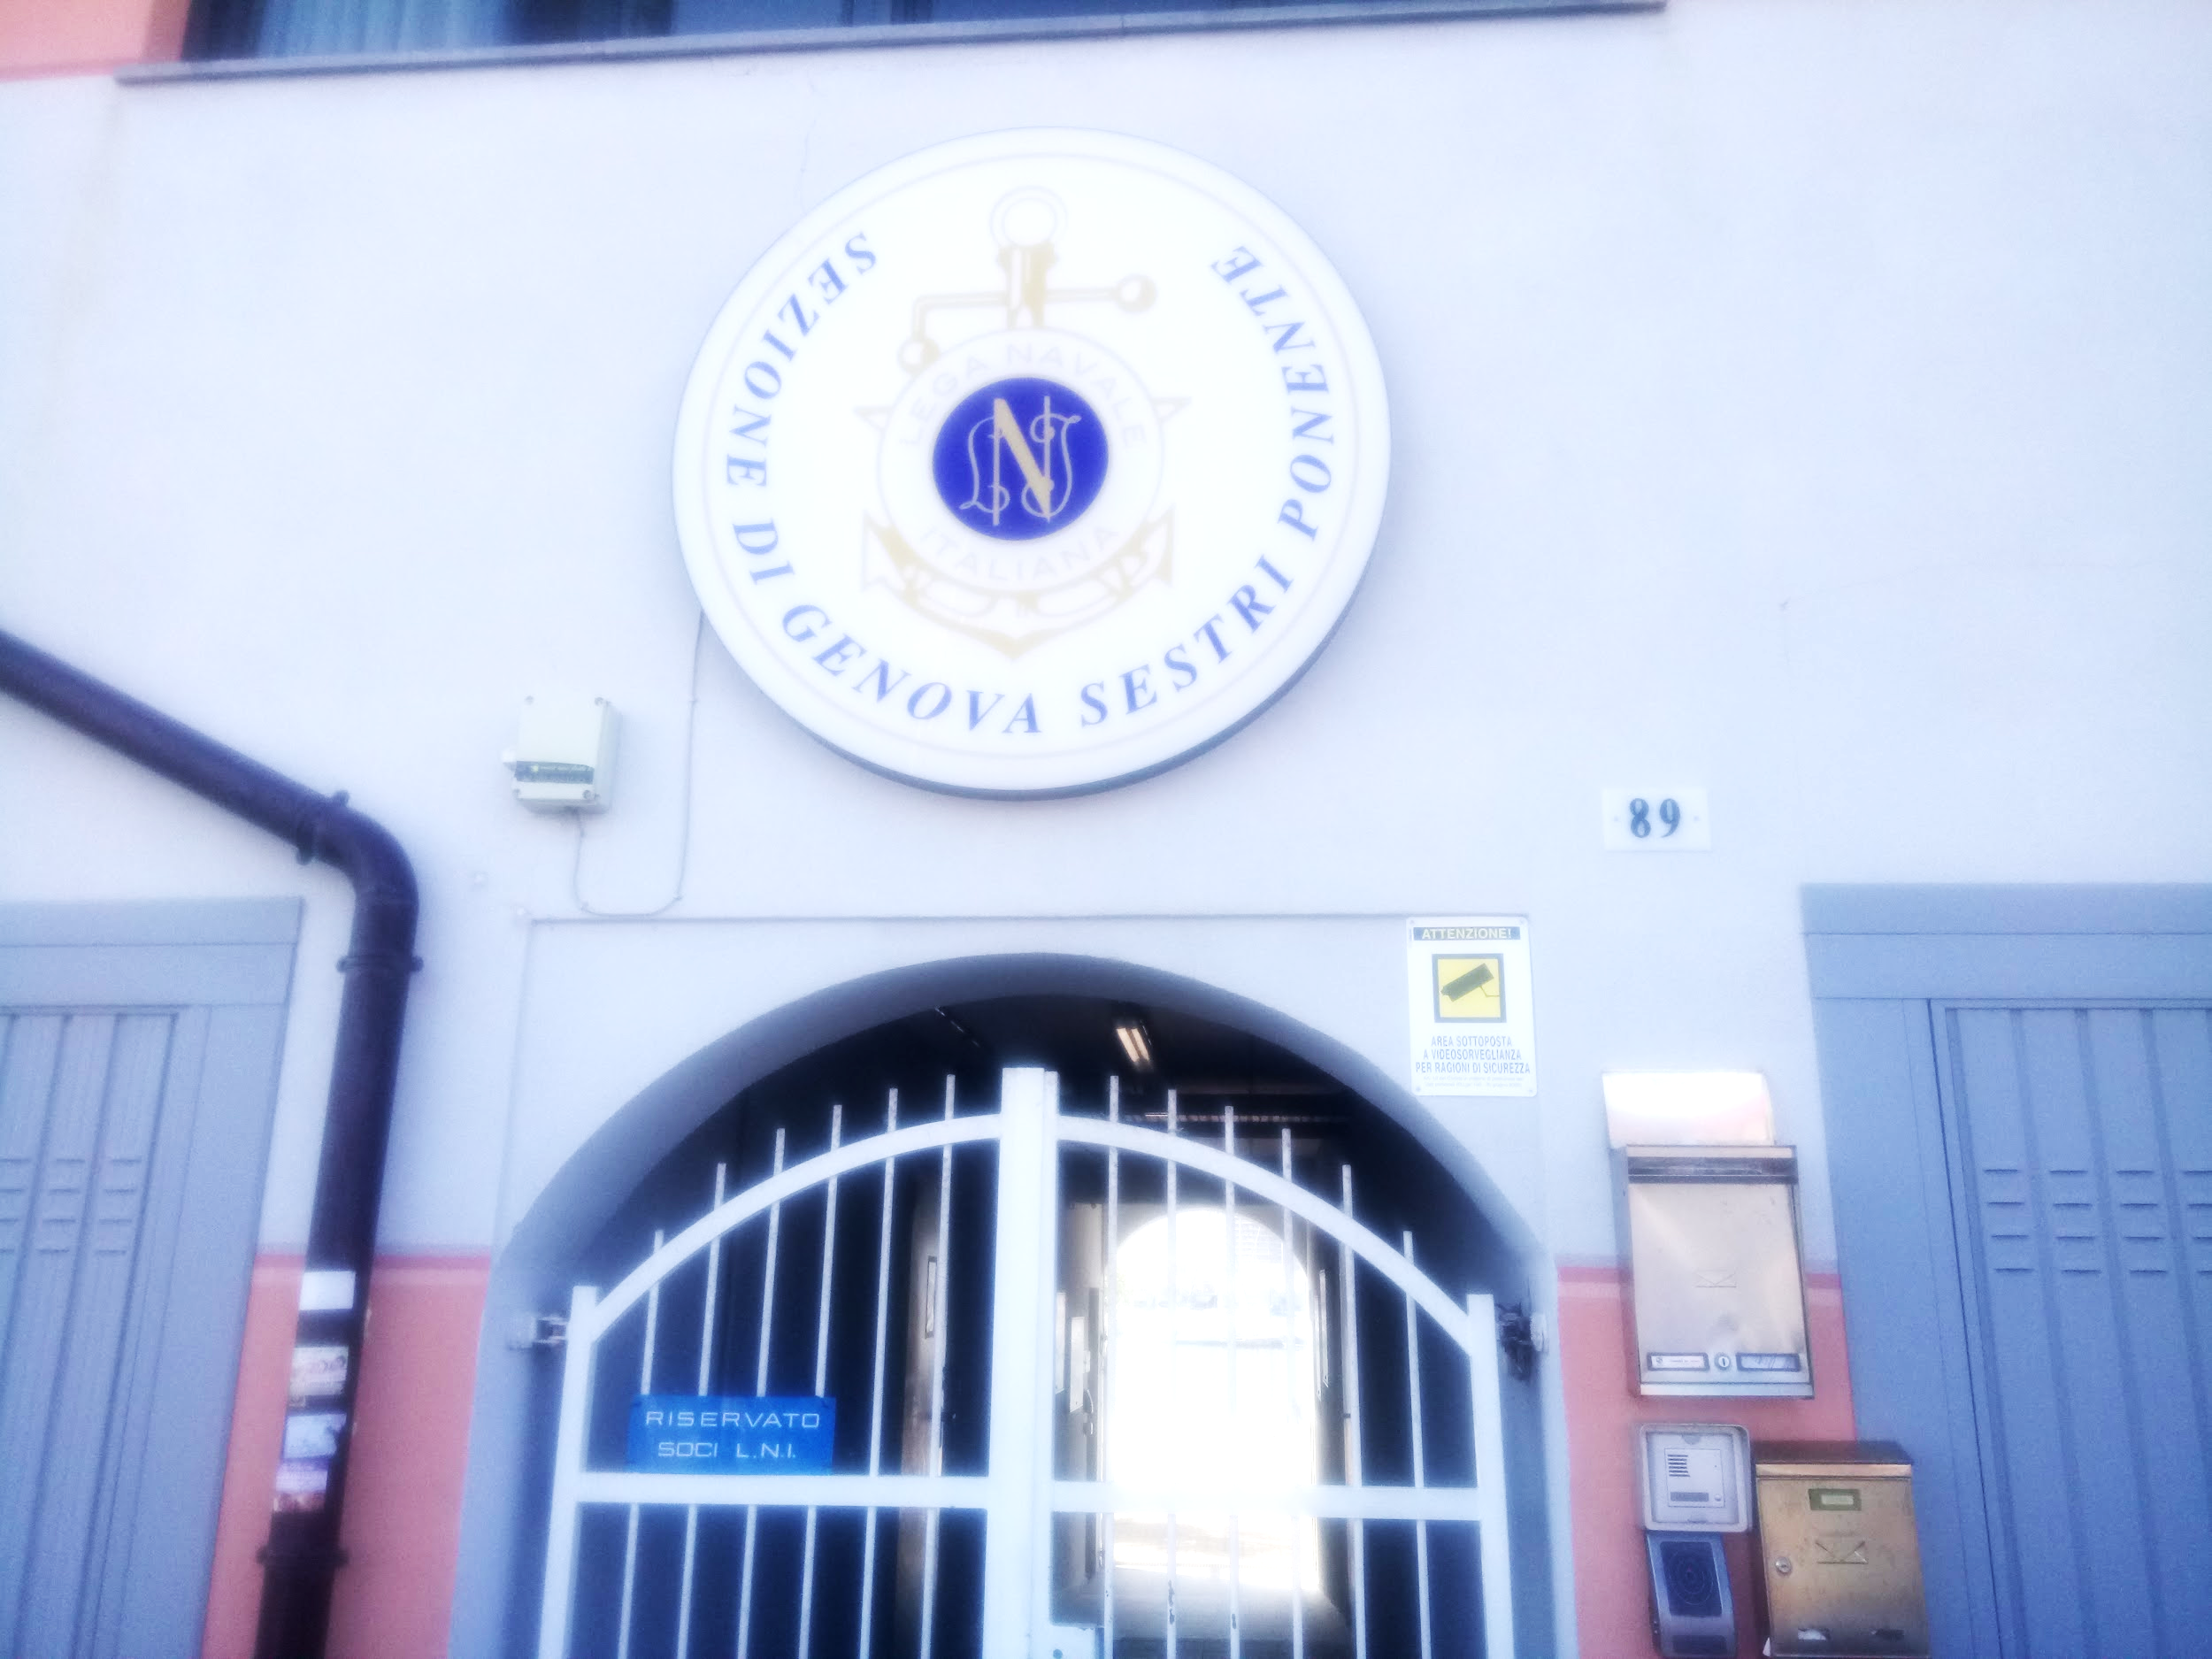 SEZIONE DI GENOVA SESTRI PONENTE
LEGA NAVALE
LNI
ITALIANA
89
ATTENZIONE!
AREA SOTTOPOSTA
A VIDEOSORVEGLIANZA
PER RAGIONI DI SICUREZZA
RISERVATO
SOCI L.N.I.